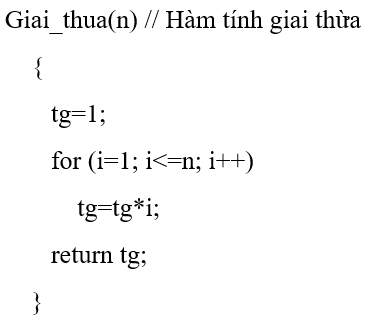 Giai_thua(n) // Hàm tính giai thừa
{
tg=1;
for (i=1; i<=n; i++)
tg=tg*i;
return tg;
}